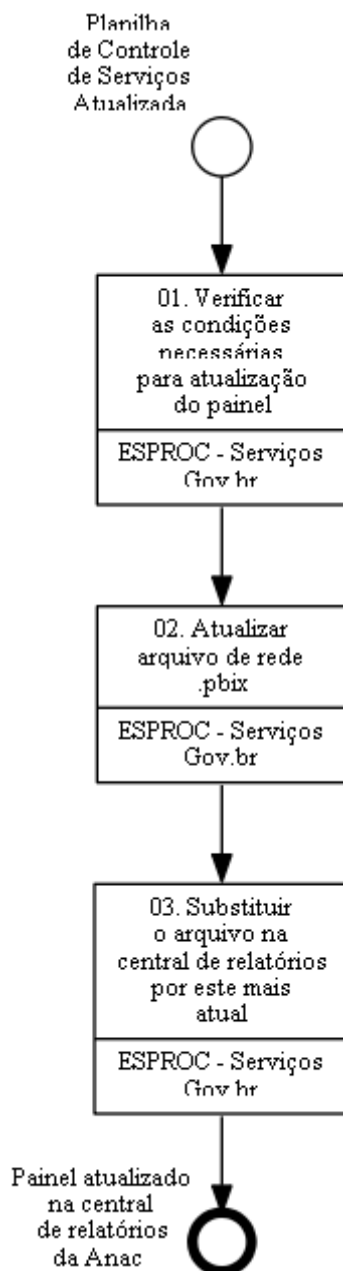 Planilha
de Controle
de Serviços
Atualizada
01. Verificar
as condições
necessárias
para atualização
do painel
ESPROC - Serviços
Gov.br
02. Atualizar
arquivo de rede
.pbix
ESPROC - Serviços
Gov.br
03. Substituir
o arquivo na
central de relatórios
por este mais
atual
ESPROC - Serviços
Gov.br
Painel atualizado
na central
de relatórios
da Anac